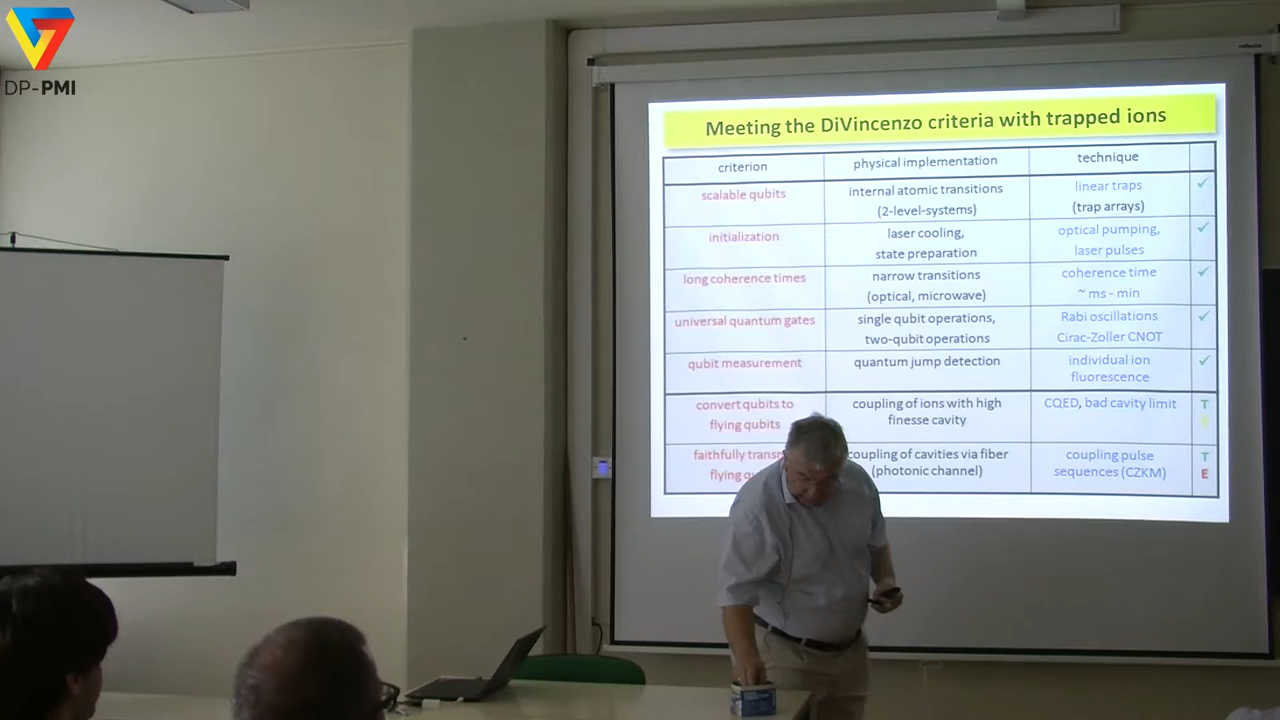 DP-PMI
reflecta
Meeting the DiVincenzo criteria with trapped ions
criterion physical implementation technique
scalable qubits internal atomic transitions linear traps ✓
(2-level-systems) (trap arrays)
initialization laser cooling, optical pumping, ✓
state preparation laser pulses
long coherence times narrow transitions coherence time ✓
(optical, microwave) ~ ms - min
universal quantum gates single qubit operations, Rabi oscillations ✓
two-qubit operations Cirac-Zoller CNOT
qubit measurement quantum jump detection individual ion ✓
fluorescence
convert qubits to coupling of ions with high CQED, bad cavity limit T
flying qubits finesse cavity
faithfully coupling of cavities via fiber coupling pulse T
flying (photonic channel) sequences (CZKM) E